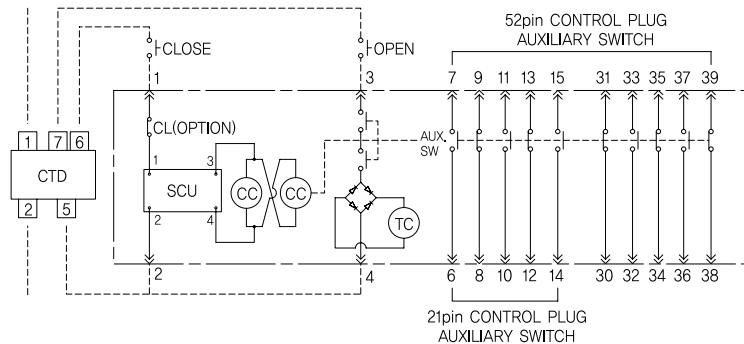 52pin CONTROL PLUG
AUXILIARY SWITCH
CLOSE
OPEN
1
3
7
9
11
13
15
31
33
35
37
39
1
7
6
CTD
2
5
CL(OPTION)
1
3
SCU
2
4
CC
CC
TC
AUX.
SW
2
4
6
8
10
12
14
30
32
34
36
38
21pin CONTROL PLUG
AUXILIARY SWITCH